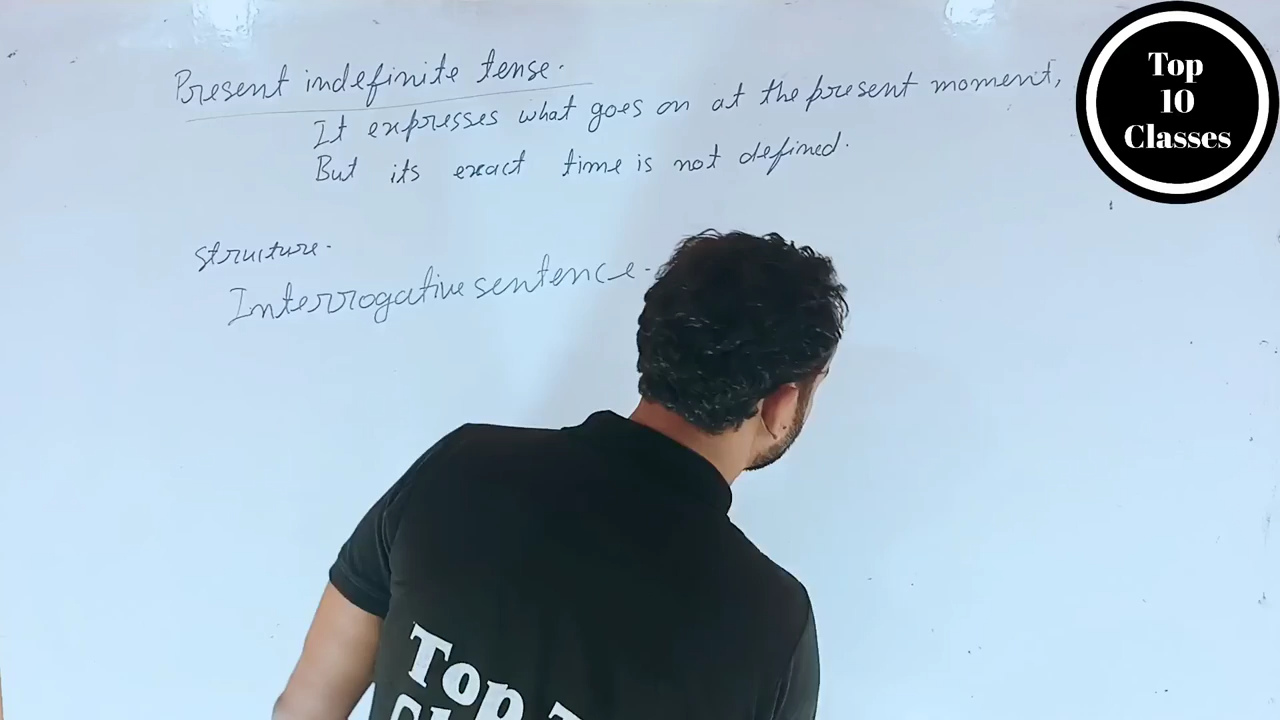 Present indefinite tense.
It expresses what goes on at the present moment,
But its exact time is not defined.
structure.
Interrogative sentence.
Top
10
Classes
Top